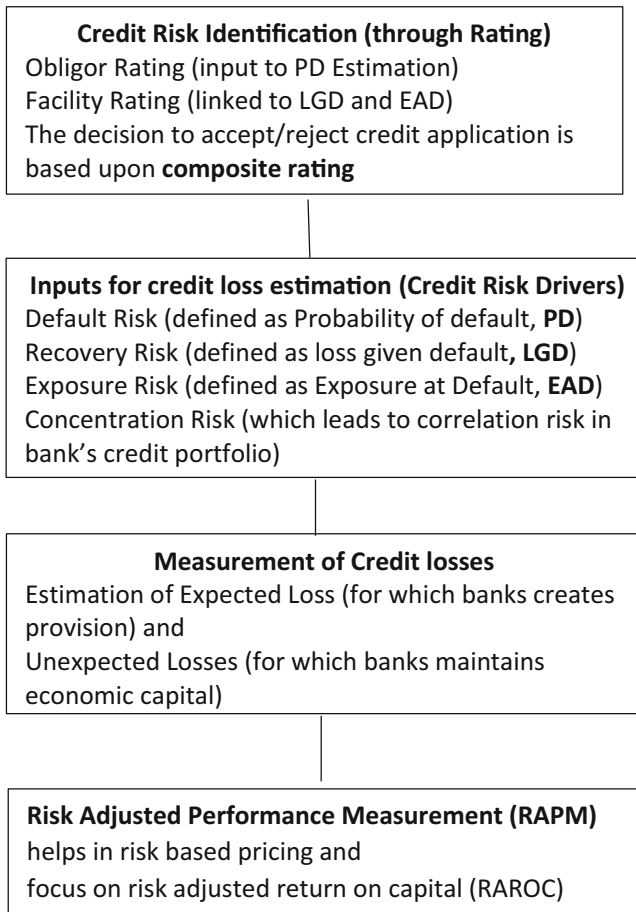 Credit Risk Identification (through Rating)
Obligor Rating (input to PD Estimation)
Facility Rating (linked to LGD and EAD)
The decision to accept/reject credit application is
based upon composite rating
Inputs for credit loss estimation (Credit Risk Drivers)
Default Risk (defined as Probability of default, PD)
Recovery Risk (defined as loss given default, LGD)
Exposure Risk (defined as Exposure at Default, EAD)
Concentration Risk (which leads to correlation risk in
bank's credit portfolio)
Measurement of Credit losses
Estimation of Expected Loss (for which banks creates
provision) and
Unexpected Losses (for which banks maintains
economic capital)
Risk Adjusted Performance Measurement (RAPM)
helps in risk based pricing and
focus on risk adjusted return on capital (RAROC)